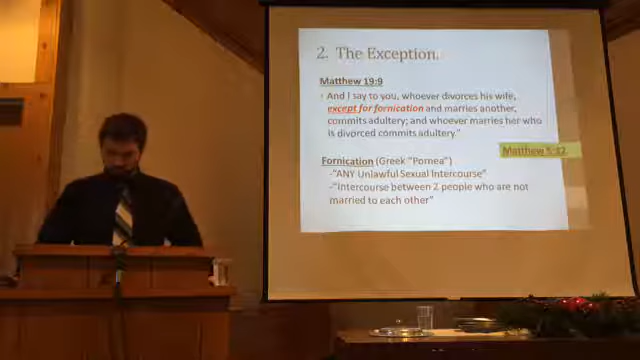 2. The Exception.
Matthew 19:9
And I say to you, whoever divorces his wife,
except for fornication and marries another,
commits adultery; and whoever marries her who
is divorced commits adultery."
Matthew 5:32
Fornication (Greek "Pornea")
-"ANY Unlawful Sexual Intercourse"
-"Intercourse between 2 people who are not
married to each other"